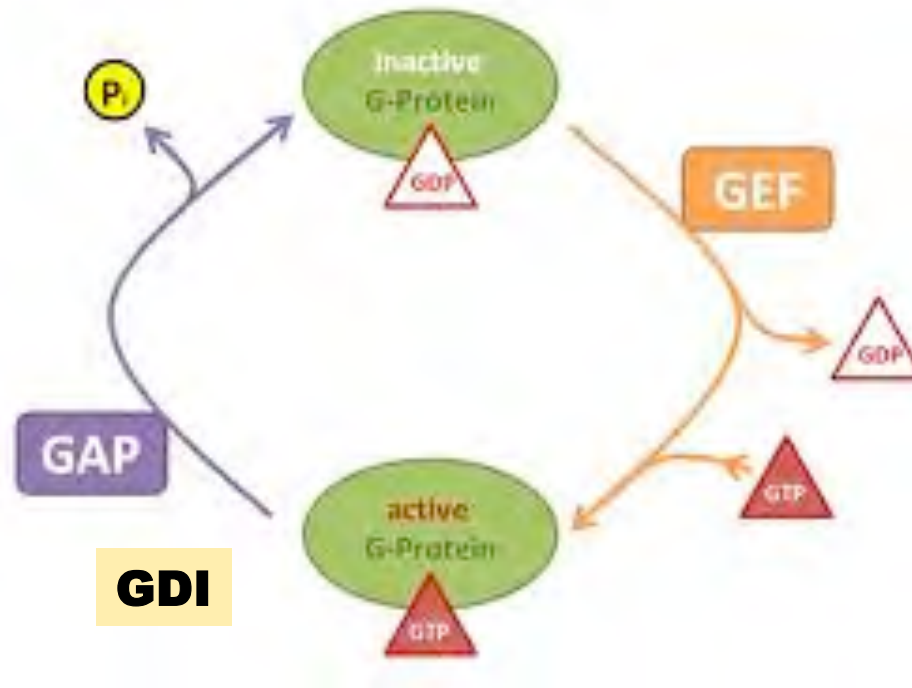 inactive
G-Protein
Pi
GDP
GEF
GDP
GAP
GTP
active
G-Protein
GDI
GTP